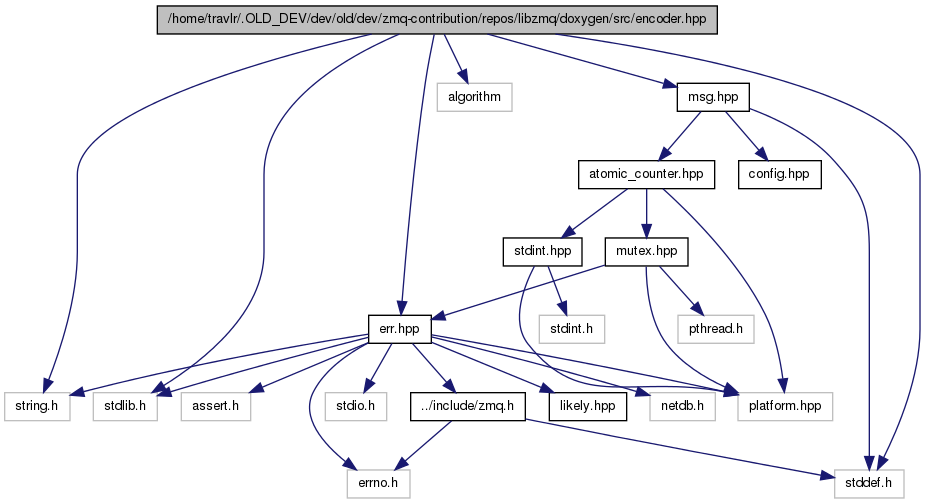 /home/travlr/.OLD_DEV/dev/old/dev/zmq-contribution/repos/libzmq/doxygen/src/encoder.hpp
algorithm
msg.hpp
atomic_counter.hpp
config.hpp
stdint.hpp
mutex.hpp
err.hpp
stdint.h
pthread.h
string.h
stdlib.h
assert.h
stdio.h
../include/zmq.h
likely.hpp
netdb.h
platform.hpp
errno.h
stddef.h